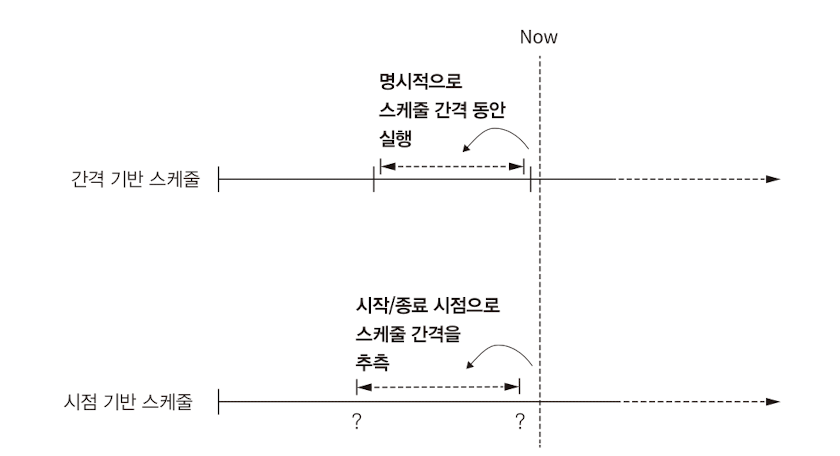 Now
명시적으로
스케줄 간격 동안
실행
간격 기반 스케줄
시작/종료 시점으로
스케줄 간격을
추측
시점 기반 스케줄
? ?